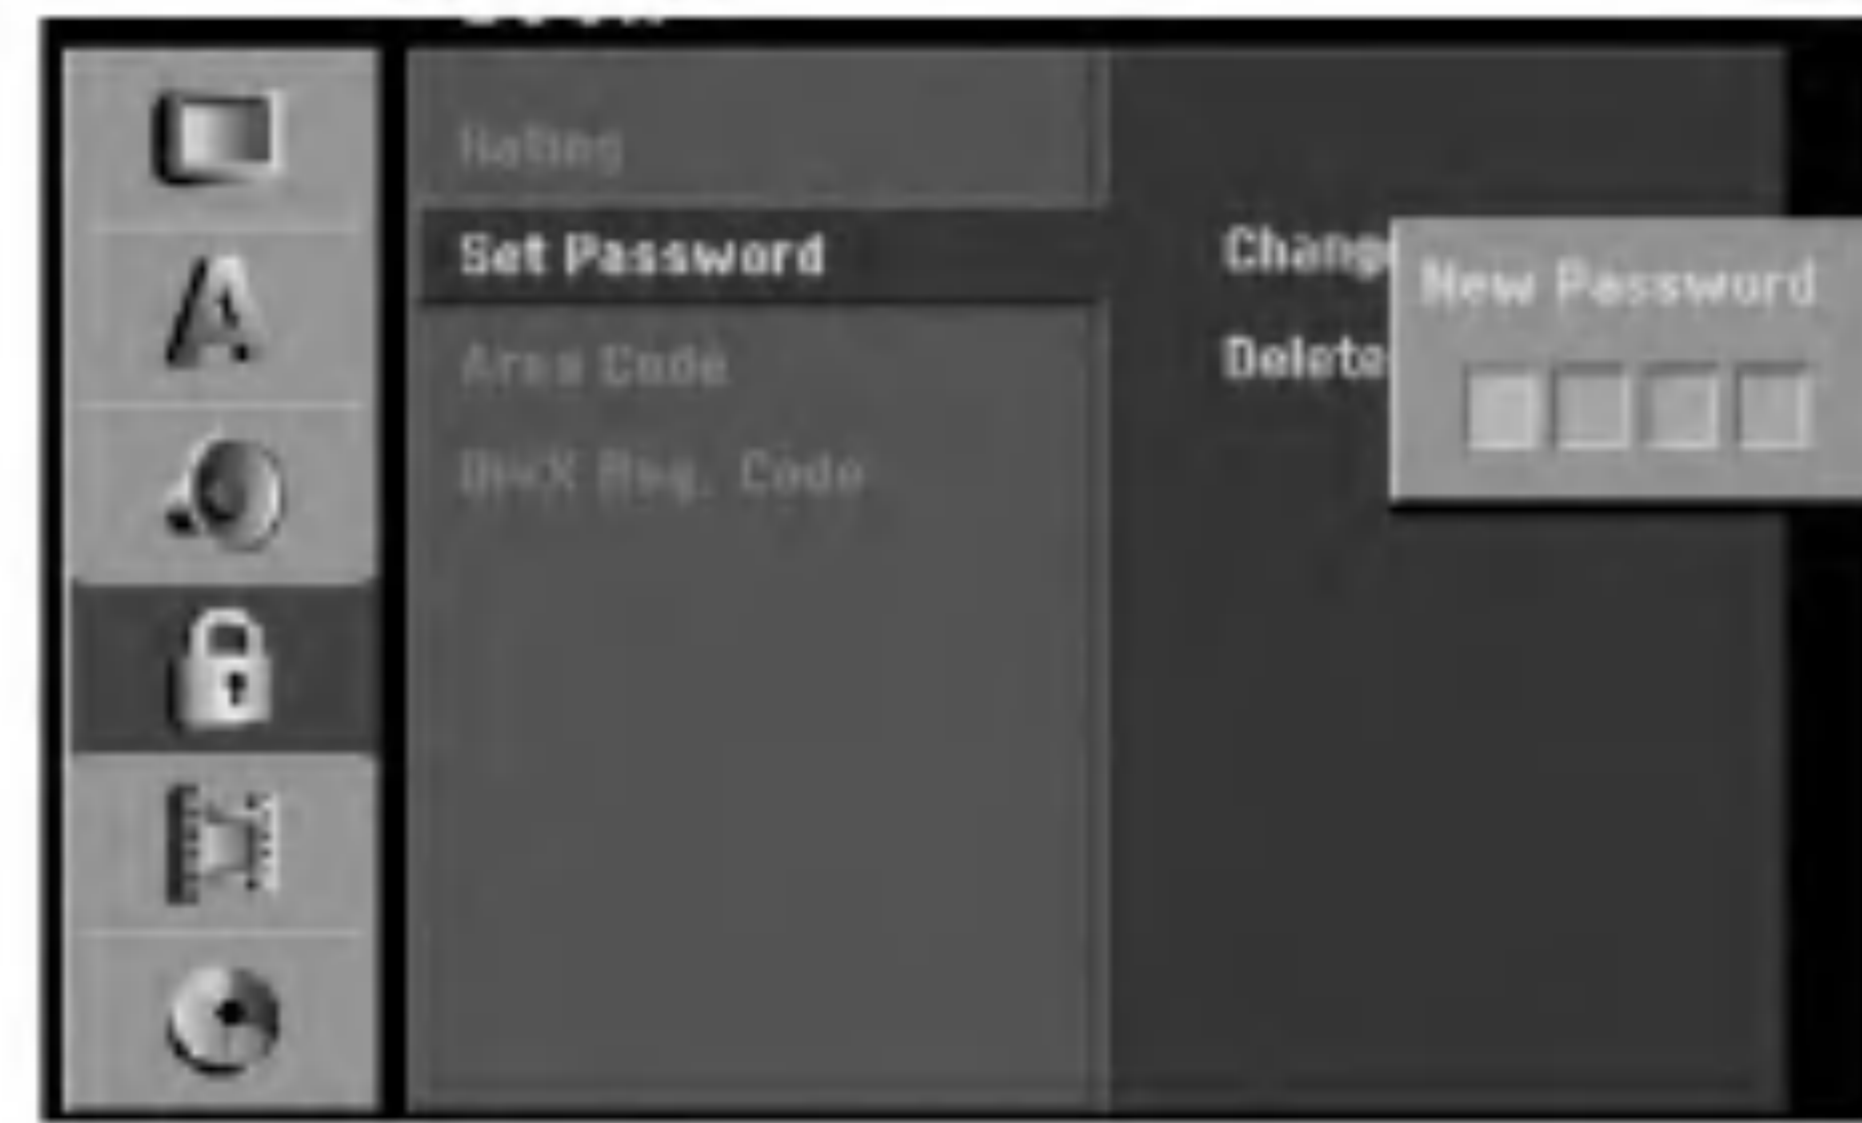 Rating
Set Password
Change
Delete
New Password
Area Code
DivX Reg. Code